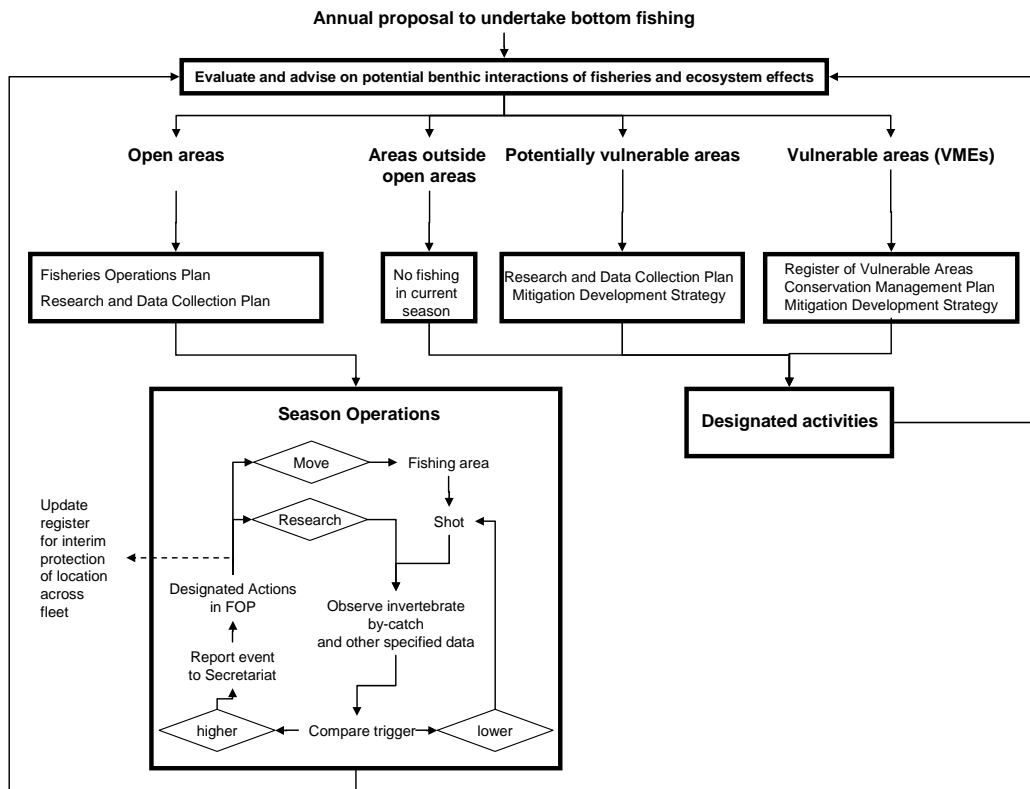 Annual proposal to undertake bottom fishing
Evaluate and advise on potential benthic interactions of fisheries and ecosystem effects
Open areas
Areas outside
open areas
Potentially vulnerable areas
Vulnerable areas (VMEs)
Fisheries Operations Plan
Research and Data Collection Plan
No fishing
in current
season
Research and Data Collection Plan
Mitigation Development Strategy
Register of Vulnerable Areas
Conservation Management Plan
Mitigation Development Strategy
Designated activities
Season Operations
Move
Fishing area
Research
Shot
Update
register
for interim
protection
of location
across
fleet
Designated Actions
in FOP
Observe invertebrate
by-catch
and other specified data
Report event
to Secretariat
higher
Compare trigger
lower